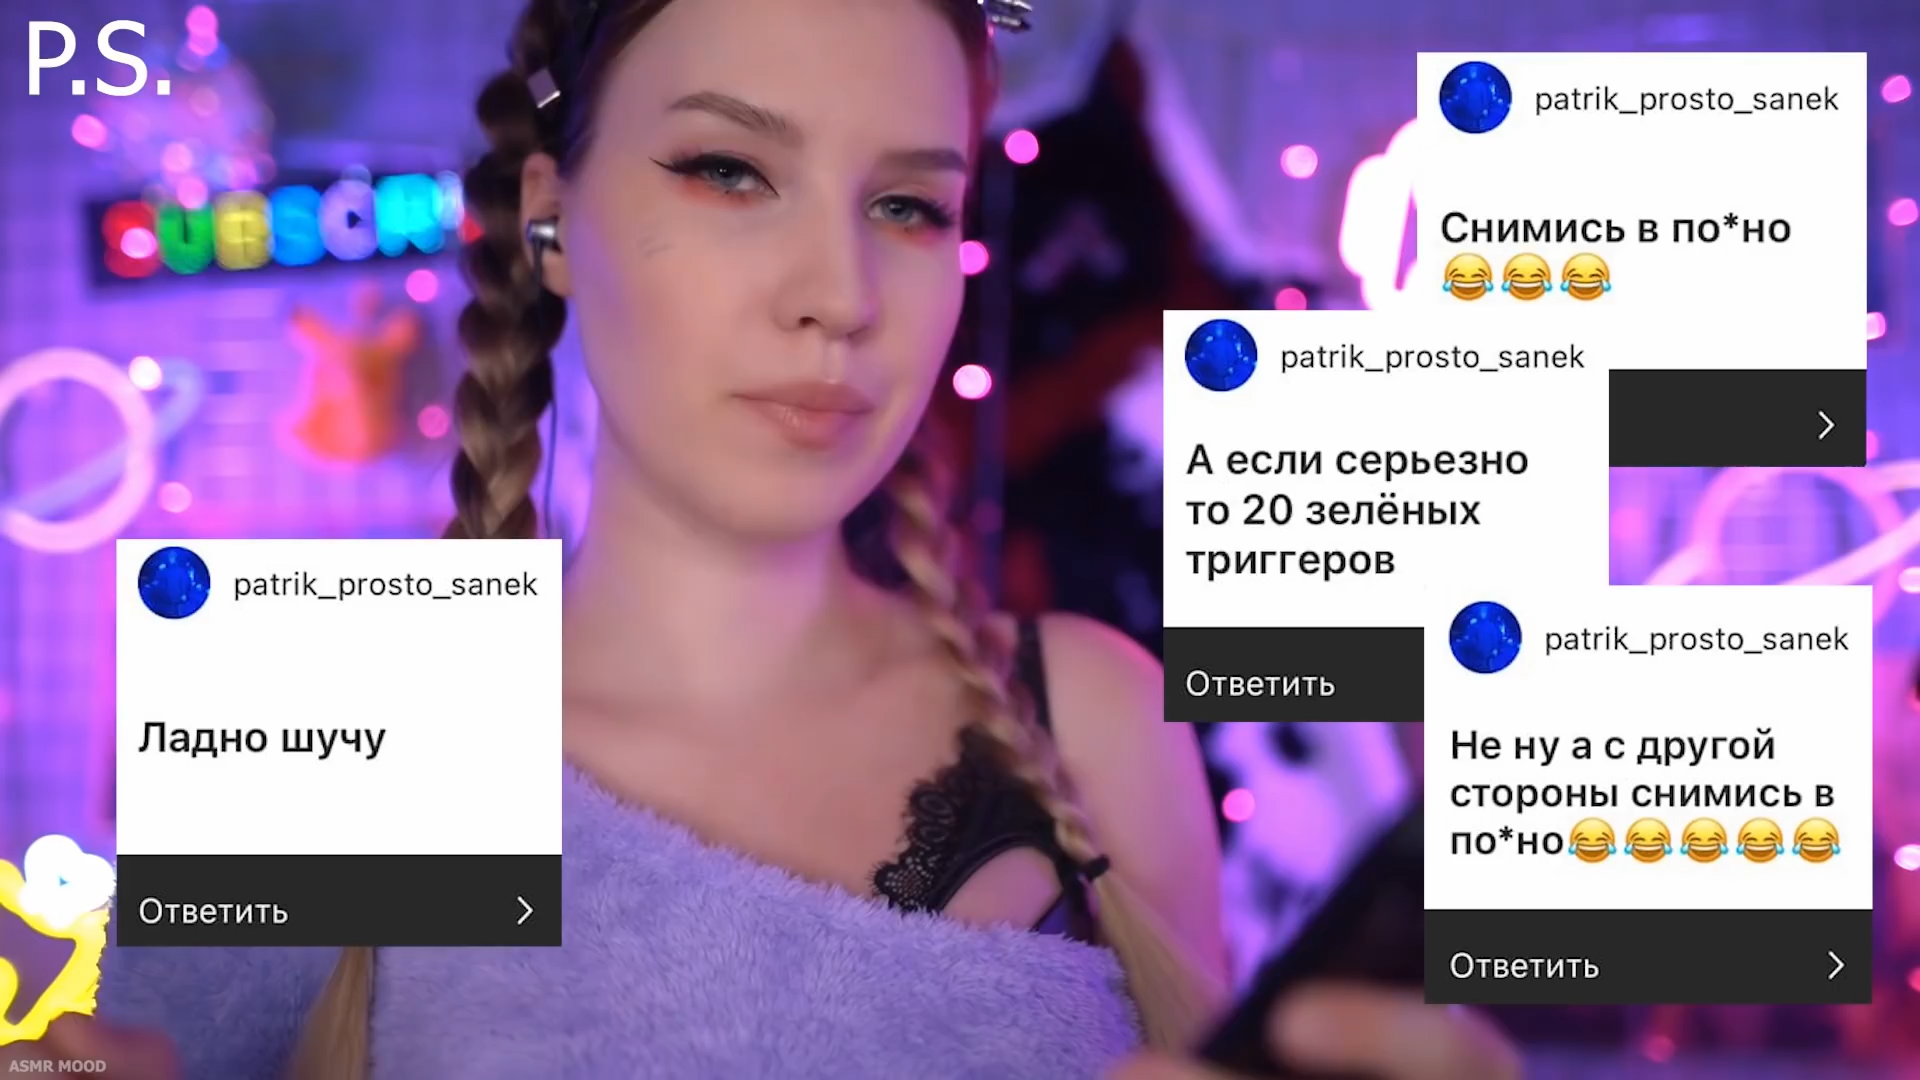 P.S.
patrik_prosto_sanek
Снимись в по*но
😂😂😂
patrik_prosto_sanek
А если серьезно
то 20 зелёных
триггеров
Ответить
patrik_prosto_sanek
Ладно шучу
Ответить
patrik_prosto_sanek
Не ну а с другой
стороны снимись в
по*но😂😂😂😂😂
Ответить
ASMR MOOD